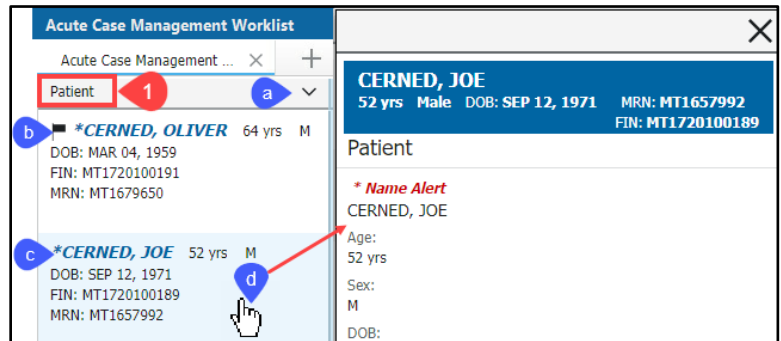 Acute Case Management Worklist
Acute Case Management ...
Patient
1
a
b
*CERNED, OLIVER 64 yrs M
DOB: MAR 04, 1959
FIN: MT1720100191
MRN: MT1679650
c
*CERNED, JOE 52 yrs M
d
DOB: SEP 12, 1971
FIN: MT1720100189
MRN: MT1657992
CERNED, JOE
52 yrs Male DOB: SEP 12, 1971 MRN: MT1657992
FIN: MT1720100189
Patient
* Name Alert
CERNED, JOE
Age:
52 yrs
Sex:
M
DOB: